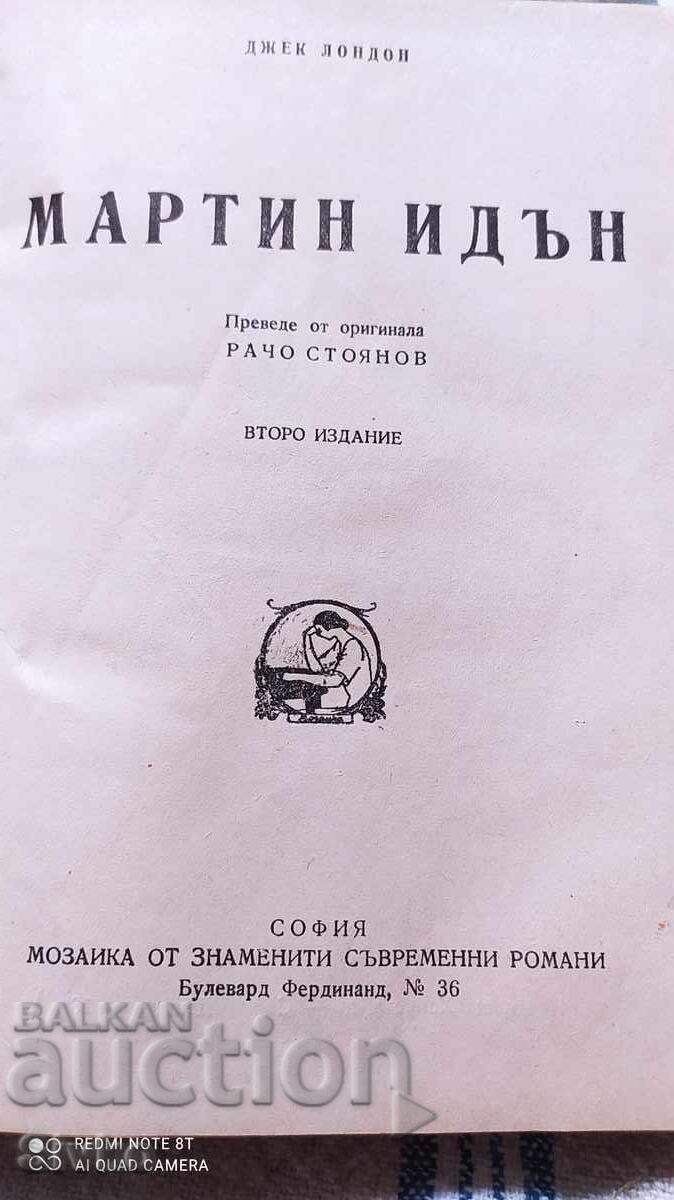 ДЖЕК ЛОНДОН
МАРТИН ИДЪН
Преведе от оригинала
РАЧО СТОЯНОВ
ВТОРО ИЗДАНИЕ
СОФИЯ
МОЗАИКА ОТ ЗНАМЕНИТИ СЪВРЕМЕННИ РОМАНИ
Булевард Фердинанд, № 36
BALKAN
auction
REDMI NOTE 8T
AI QUAD CAMERA